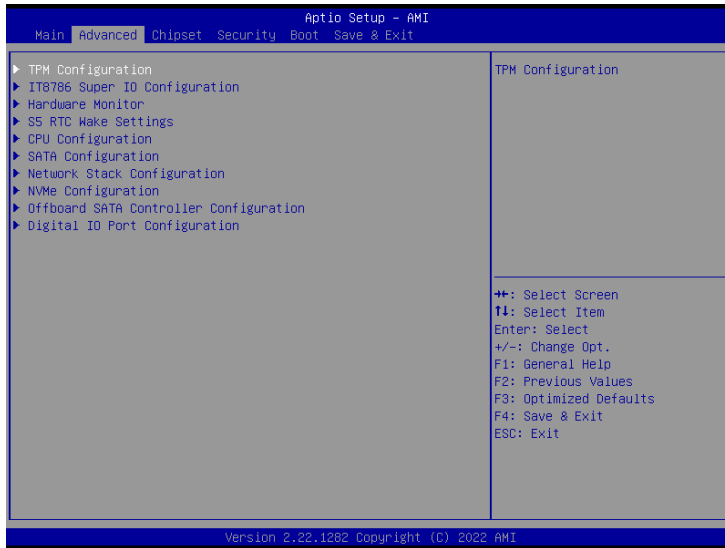 Aptio Setup - AMI
Main Advanced Chipset Security Boot Save & Exit
TPM Configuration
IT8786 Super IO Configuration
Hardware Monitor
S5 RTC Wake Settings
CPU Configuration
SATA Configuration
Network Stack Configuration
NVMe Configuration
Offboard SATA Controller Configuration
Digital IO Port Configuration
TPM Configuration
→←: Select Screen
↑↓: Select Item
Enter: Select
+/-: Change Opt.
F1: General Help
F2: Previous Values
F3: Optimized Defaults
F4: Save & Exit
ESC: Exit
Version 2.22.1282 Copyright (C) 2022 AMI